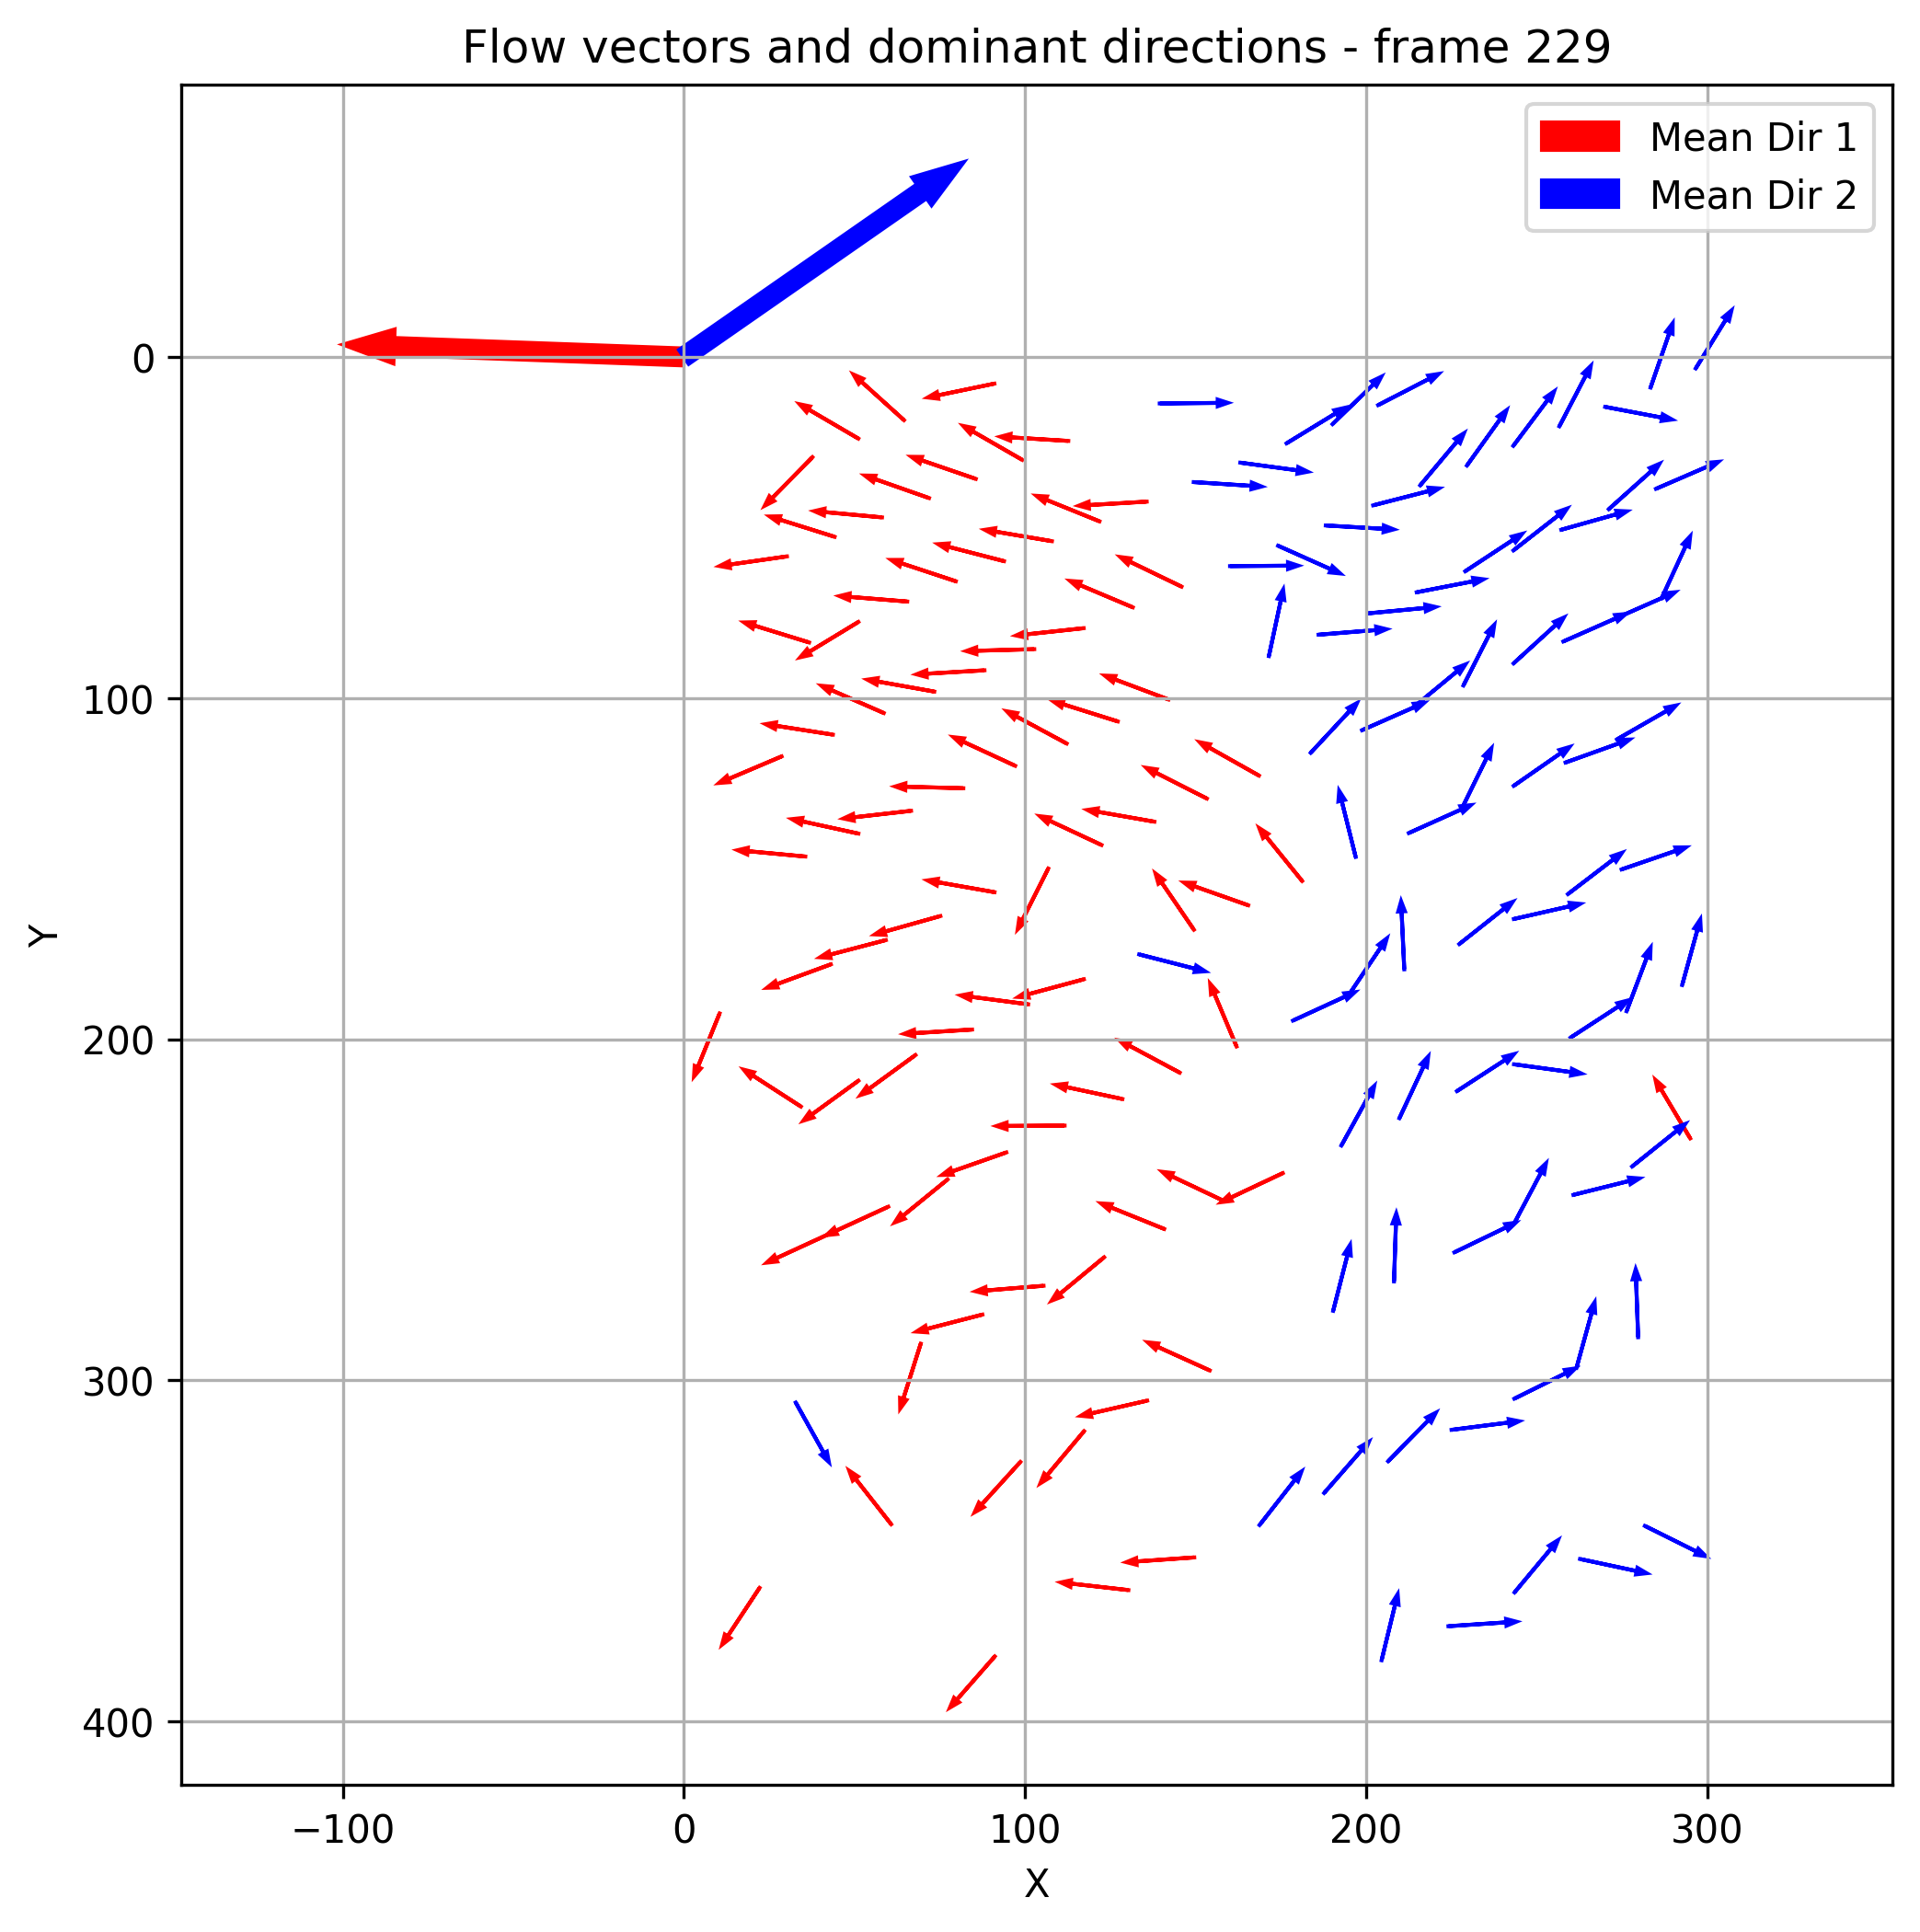 Flow vectors and dominant directions - frame 229
Mean Dir 1
Mean Dir 2
Y
0
100
200
300
400
−100
0
100
200
300
X